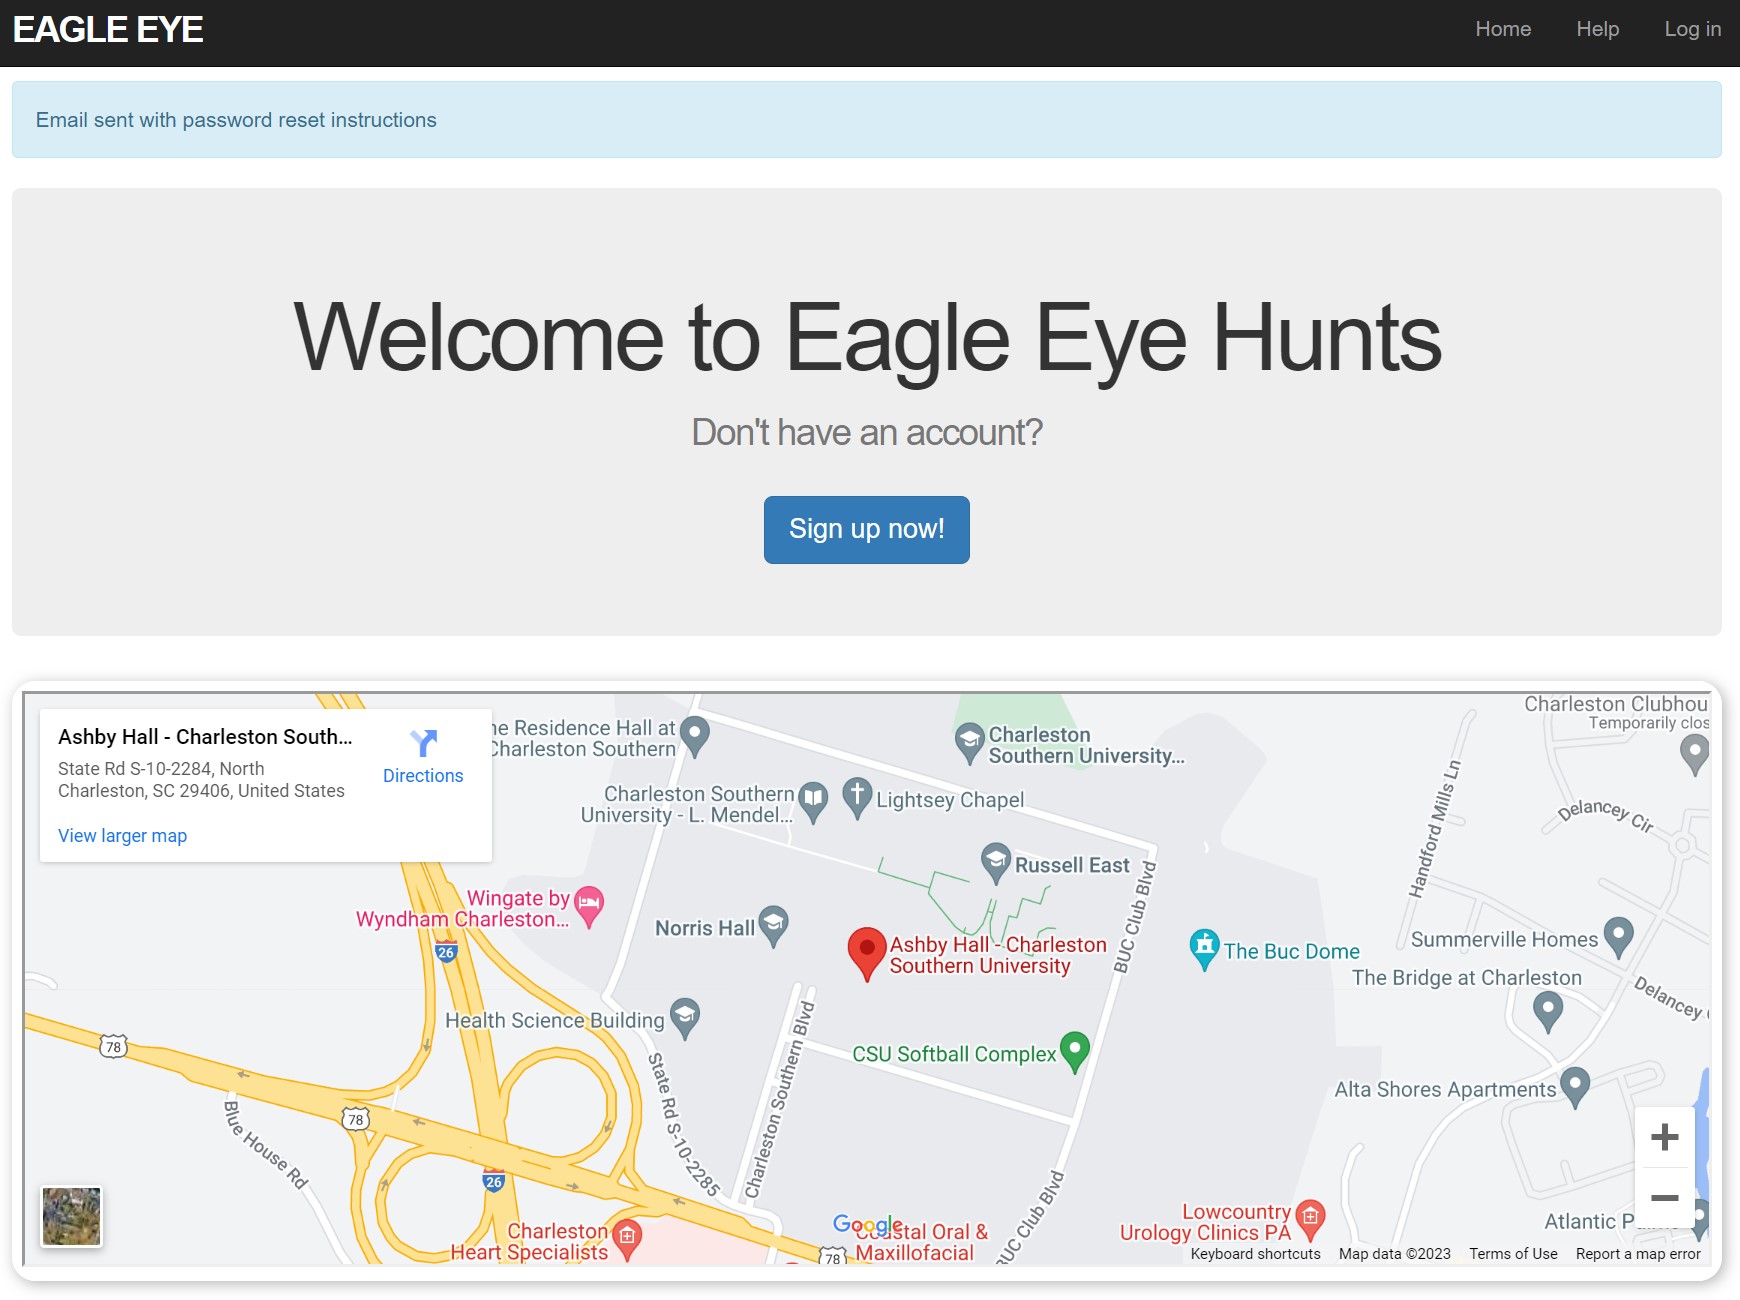 EAGLE EYE
Home
Help
Log in
Email sent with password reset instructions
Welcome to Eagle Eye Hunts
Don't have an account?
Sign up now!
Ashby Hall - Charleston South...
State Rd S-10-2284, North
Charleston, SC 29406, United States
Directions
View larger map
he Residence Hall at
Charleston Southern
Charleston
Southern University...
Charleston Clubhou
Temporarily clos
Charleston Southern
University - L. Mendel...
Lightsey Chapel
Handford Mills Ln
Delancey Cir
Russell East
BUC Club Blvd
Wingate by
Wyndham Charleston...
Norris Hall
Ashby Hall - Charleston
Southern University
The Buc Dome
Summerville Homes
The Bridge at Charleston
Delancey
26
Health Science Building
Charleston Southern Blvd
CSU Softball Complex
78
State Rd S-10-2285
Alta Shores Apartments
78
Blue House Rd
26
BUC Club Blvd
Charleston
Heart Specialists
Google
Coastal Oral &
Maxillofacial
78
Lowcountry
Urology Clinics PA
Atlantic P
Keyboard shortcuts
Map data ©2023
Terms of Use
Report a map error